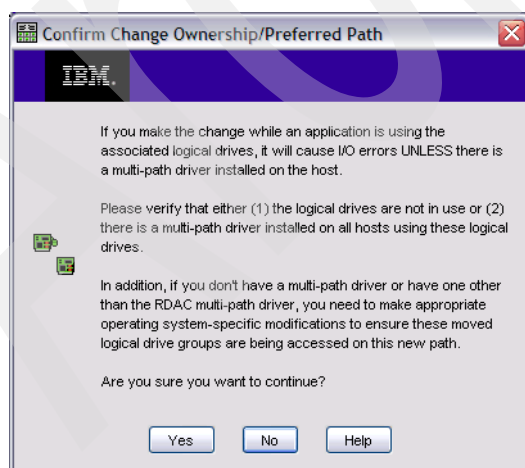 Confirm Change Ownership/Preferred Path
IBM.
If you make the change while an application is using the
associated logical drives, it will cause I/O errors UNLESS there is
a multi-path driver installed on the host.
Please verify that either (1) the logical drives are not in use or (2)
there is a multi-path driver installed on all hosts using these logical
drives.
In addition, if you don't have a multi-path driver or have one other
than the RDAC multi-path driver, you need to make appropriate
operating system-specific modifications to ensure these moved
logical drive groups are being accessed on this new path.
Are you sure you want to continue?
Yes No Help